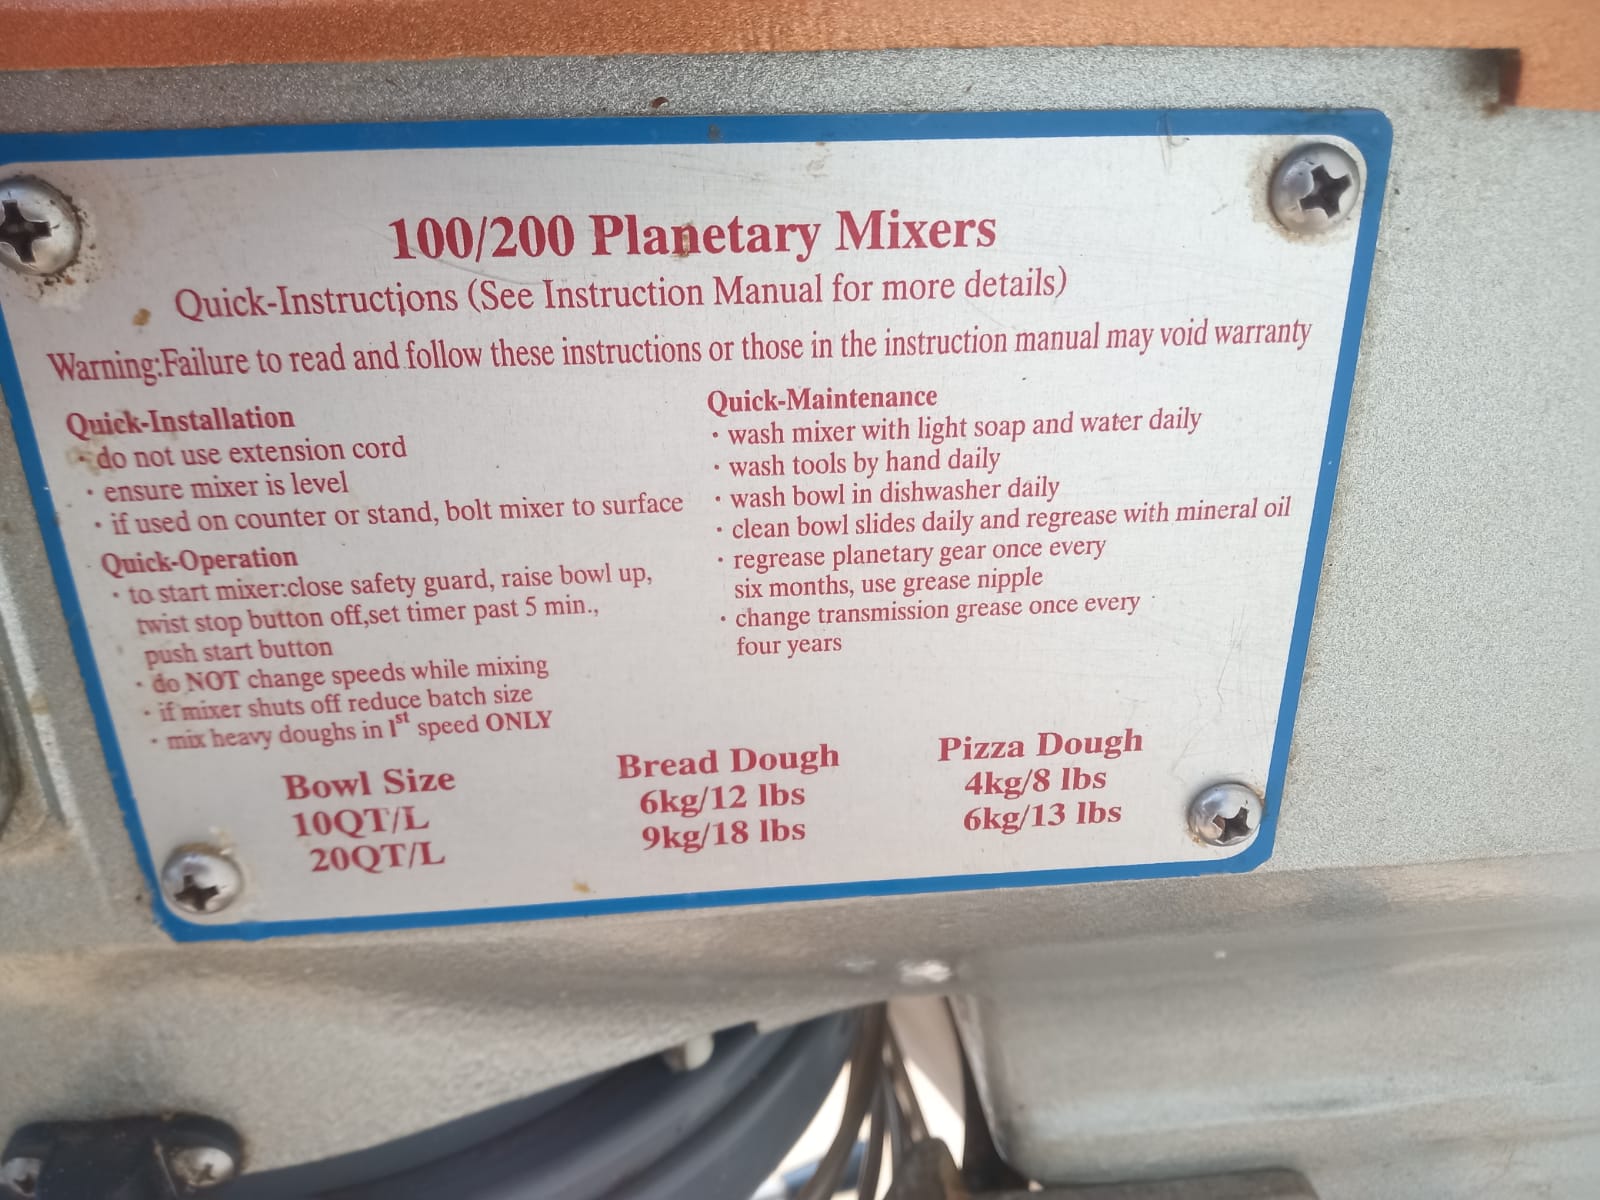 100/200 Planetary Mixers
Quick-Instructions (See Instruction Manual for more details)
Warning:Failure to read and follow these instructions or those in the instruction manual may void warranty
Quick-Installation
· do not use extension cord
· ensure mixer is level
· if used on counter or stand, bolt mixer to surface
Quick-Operation
· to start mixer:close safety guard, raise bowl up,
twist stop button off,set timer past 5 min.,
push start button
· do NOT change speeds while mixing
· if mixer shuts off reduce batch size
· mix heavy doughs in 1st speed ONLY
Quick-Maintenance
· wash mixer with light soap and water daily
· wash tools by hand daily
· wash bowl in dishwasher daily
· clean bowl slides daily and regrease with mineral oil
· regrease planetary gear once every
six months, use grease nipple
· change transmission grease once every
four years
Bowl Size Bread Dough Pizza Dough
10QT/L 6kg/12 lbs 4kg/8 lbs
20QT/L 9kg/18 lbs 6kg/13 lbs